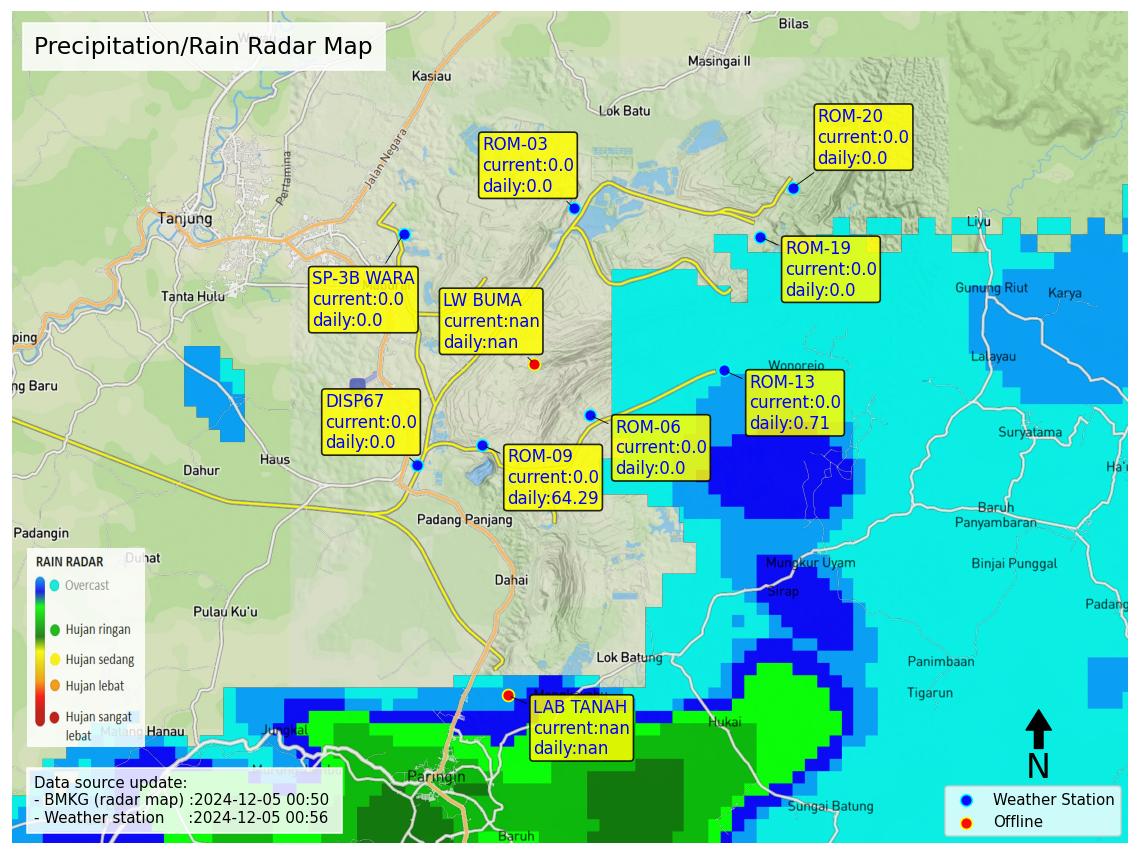 Precipitation/Rain Radar Map
Bilas
Masingai II
Kasiau
Lok Batu
Jalan Negara
Pertamina
Tanjung
ROM-20
current:0.0
daily:0.0
ROM-03
current:0.0
daily:0.0
Liyu
ROM-19
current:0.0
daily:0.0
SP-3B WARA
current:0.0
daily:0.0
LW BUMA
current:nan
daily:nan
Tanta Hulu
Gunung Riut
Karya
ping
Lalayau
Wonorejo
ng Baru
ROM-13
current:0.0
daily:0.71
DISP67
current:0.0
daily:0.0
ROM-06
current:0.0
daily:0.0
Suryatama
ROM-09
current:0.0
daily:64.29
Haus
Dahur
Ha'u
Baruh
Panyambaran
Padang Panjang
Padangin
Duhat
Mungkur Uyam
Binjai Punggal
Dahai
Sirap
Padang
Pulau Ku'u
RAIN RADAR
Overcast
Hujan ringan
Hujan sedang
Hujan lebat
Hujan sangat
lebat
Lok Batung
Panimbaan
Tigarun
LAB TANAH
current:nan
daily:nan
Hukai
Malang Hanau
Jungkal
Paringin
Sungai Batung
Baruh
N
Data source update:
- BMKG (radar map) :2024-12-05 00:50
- Weather station :2024-12-05 00:56
Weather Station
Offline